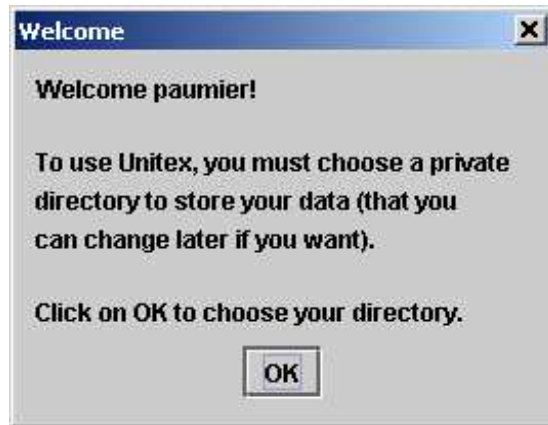 Welcome
Welcome paumier!
To use Unitex, you must choose a private
directory to store your data (that you
can change later if you want).
Click on OK to choose your directory.
OK